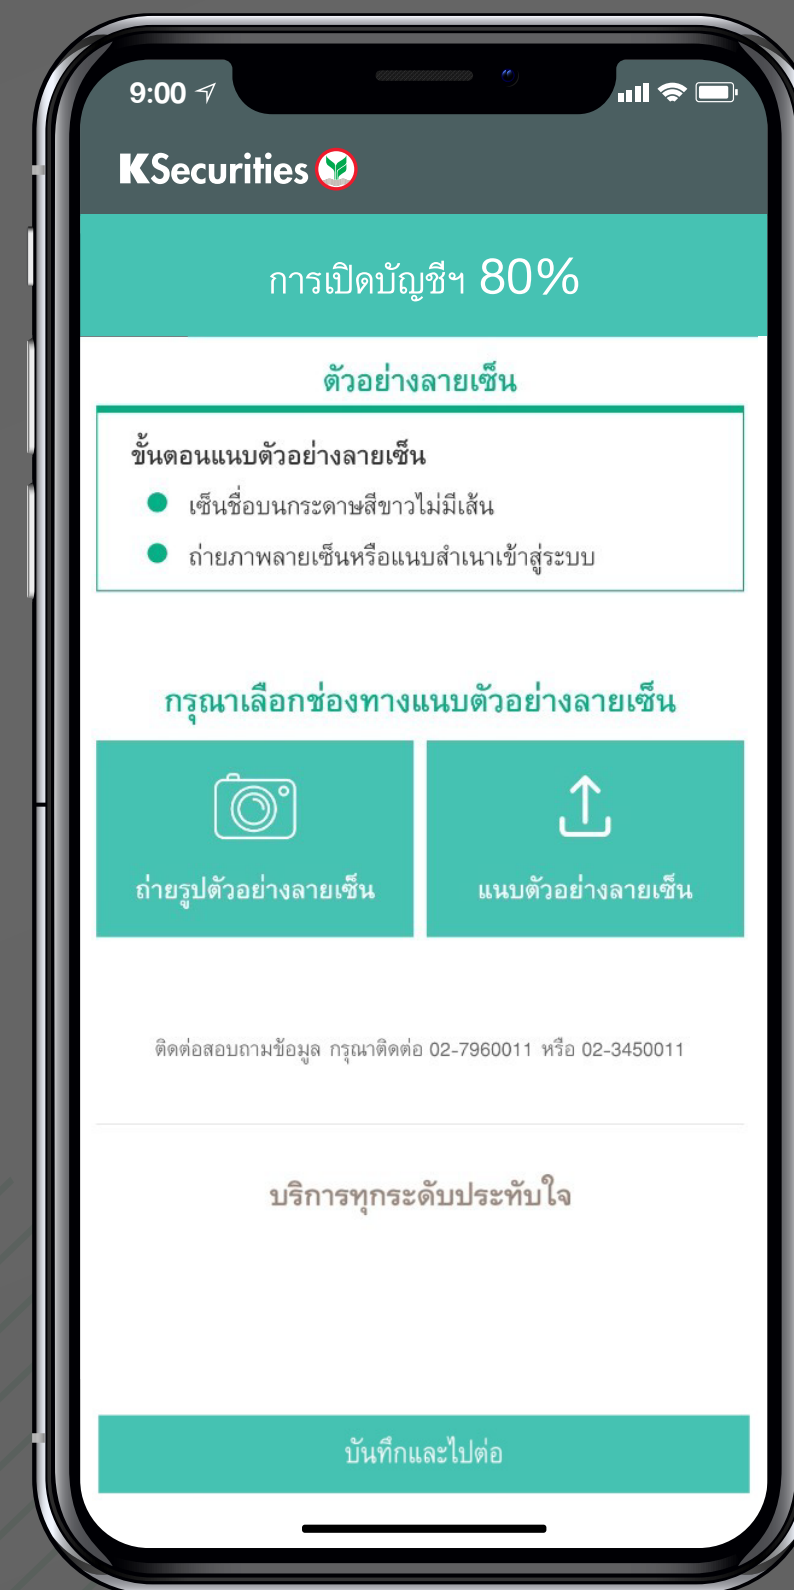 9:00
KSecurities
การเปิดบัญชีฯ 80%
ตัวอย่างลายเซ็น
ขั้นตอนแนบตัวอย่างลายเซ็น
เซ็นชื่อบนกระดาษสีขาวไม่มีเส้น
ถ่ายภาพลายเซ็นหรือแนบสำเนาเข้าสู่ระบบ
กรุณาเลือกช่องทางแนบตัวอย่างลายเซ็น
ถ่ายรูปตัวอย่างลายเซ็น
แนบตัวอย่างลายเซ็น
ติดต่อสอบถามข้อมูล กรุณาติดต่อ 02-7960011 หรือ 02-3450011
บริการทุกระดับประทับใจ
บันทึกและไปต่อ